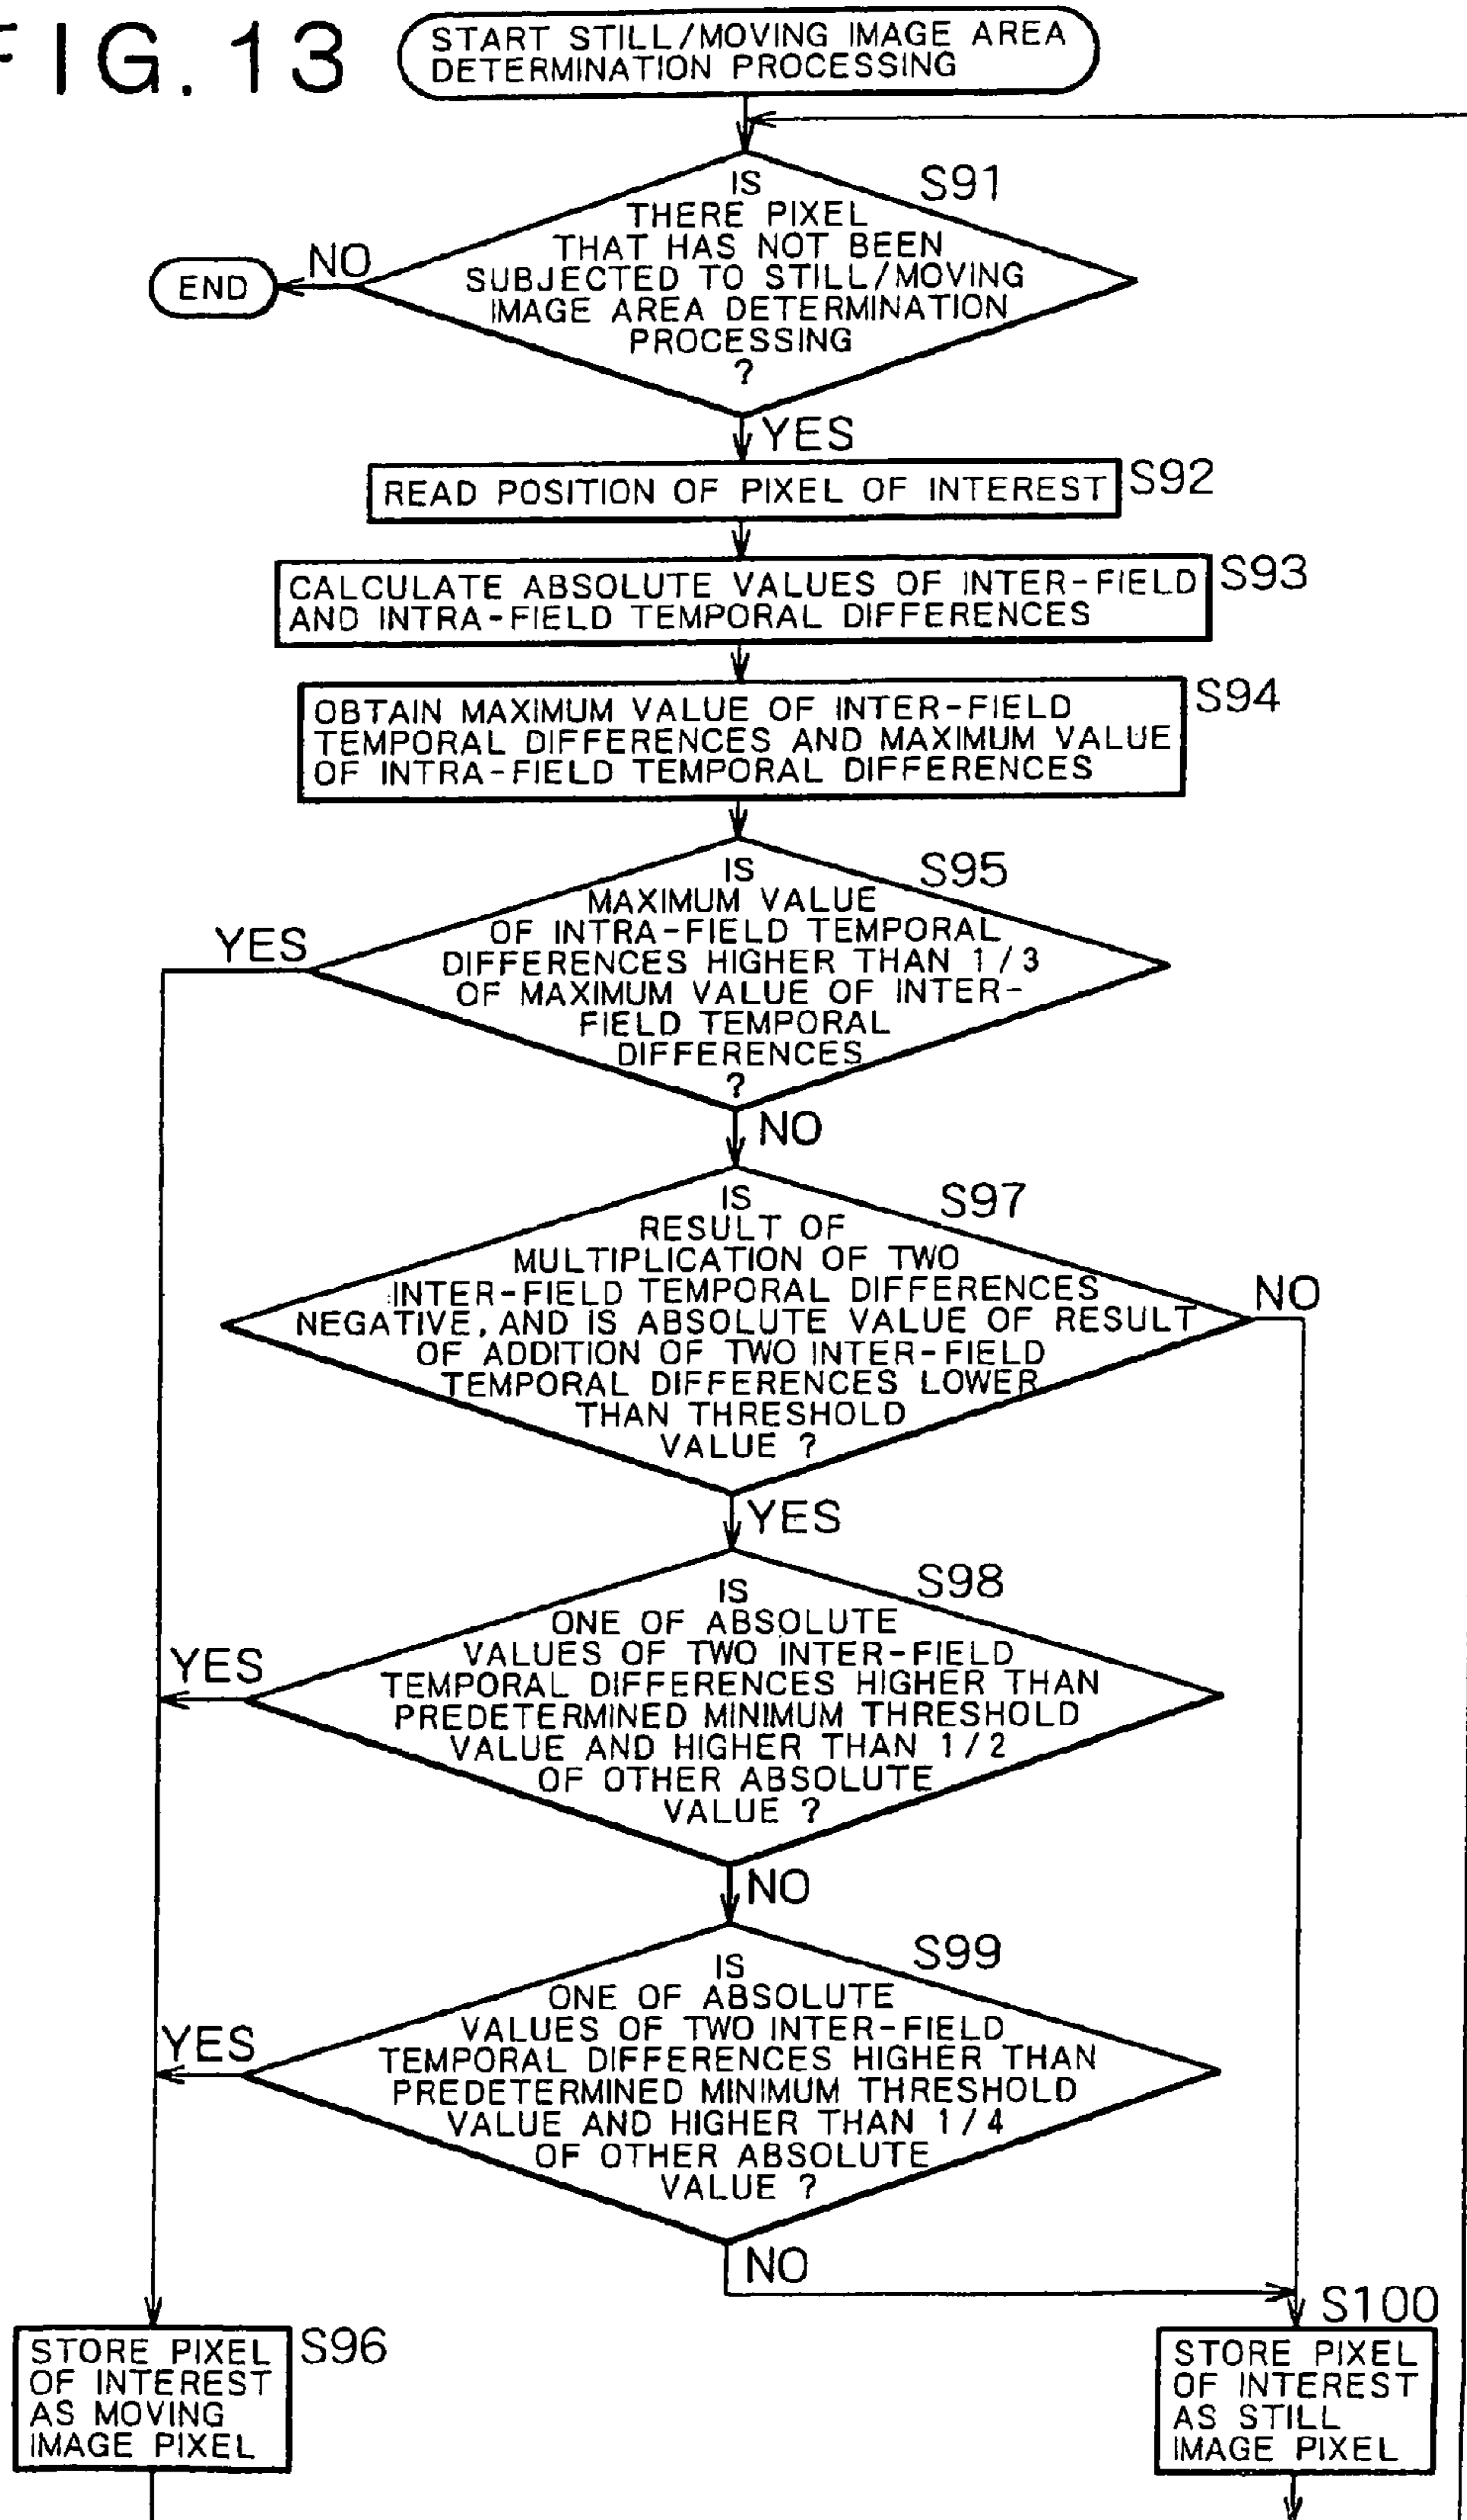 FIG. 13
START STILL/MOVING IMAGE AREA
DETERMINATION PROCESSING
S91
IS
THERE PIXEL
THAT HAS NOT BEEN
SUBJECTED TO STILL/MOVING
IMAGE AREA DETERMINATION
PROCESSING
?
NO
END
YES
READ POSITION OF PIXEL OF INTEREST
S92
CALCULATE ABSOLUTE VALUES OF INTER-FIELD
AND INTRA-FIELD TEMPORAL DIFFERENCES
S93
OBTAIN MAXIMUM VALUE OF INTER-FIELD
TEMPORAL DIFFERENCES AND MAXIMUM VALUE
OF INTRA-FIELD TEMPORAL DIFFERENCES
S94
S95
IS
MAXIMUM VALUE
OF INTRA-FIELD TEMPORAL
DIFFERENCES HIGHER THAN 1/3
OF MAXIMUM VALUE OF INTER-
FIELD TEMPORAL
DIFFERENCES
?
YES
NO
S97
IS
RESULT OF
MULTIPLICATION OF TWO
INTER-FIELD TEMPORAL DIFFERENCES
NEGATIVE, AND IS ABSOLUTE VALUE OF RESULT
OF ADDITION OF TWO INTER-FIELD
TEMPORAL DIFFERENCES LOWER
THAN THRESHOLD
VALUE ?
NO
YES
S98
IS
ONE OF ABSOLUTE
VALUES OF TWO INTER-FIELD
TEMPORAL DIFFERENCES HIGHER THAN
PREDETERMINED MINIMUM THRESHOLD
VALUE AND HIGHER THAN 1/2
OF OTHER ABSOLUTE
VALUE ?
YES
NO
S99
IS
ONE OF ABSOLUTE
VALUES OF TWO INTER-FIELD
TEMPORAL DIFFERENCES HIGHER THAN
PREDETERMINED MINIMUM THRESHOLD
VALUE AND HIGHER THAN 1/4
OF OTHER ABSOLUTE
VALUE ?
YES
NO
STORE PIXEL
OF INTEREST
AS MOVING
IMAGE PIXEL
S96
S100
STORE PIXEL
OF INTEREST
AS STILL
IMAGE PIXEL